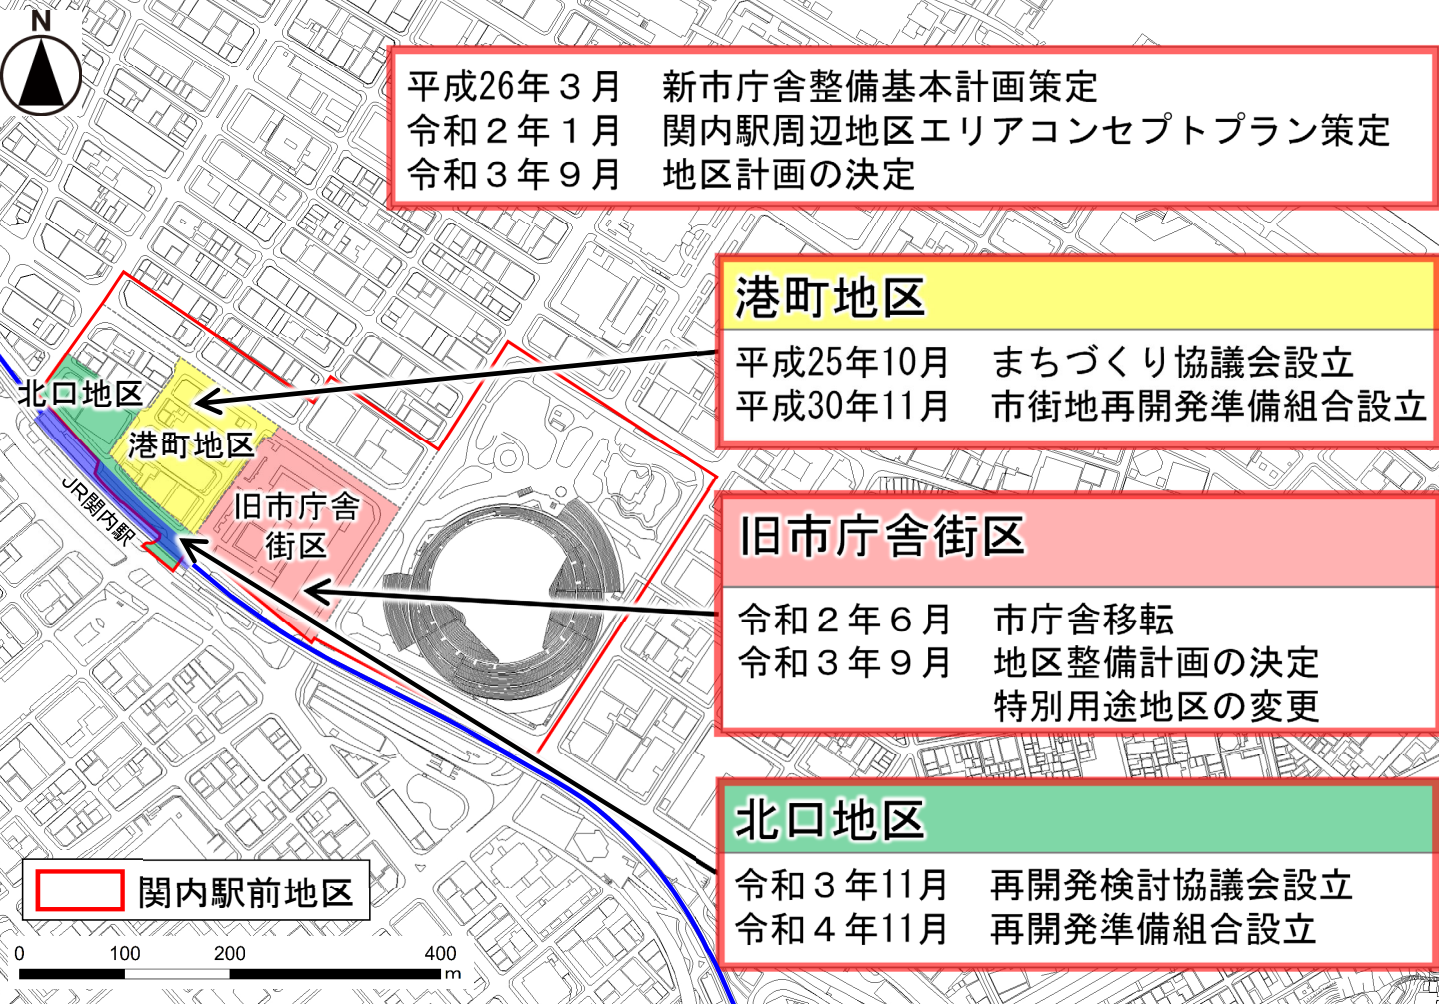 N
平成26年３月　新市庁舎整備基本計画策定
令和２年１月　関内駅周辺地区エリアコンセプトプラン策定
令和３年９月　地区計画の決定
港町地区
平成25年10月　まちづくり協議会設立
平成30年11月　市街地再開発準備組合設立
北口地区
港町地区
旧市庁舎
街区
JR関内駅
旧市庁舎街区
令和２年６月　市庁舎移転
令和３年９月　地区整備計画の決定
特別用途地区の変更
北口地区
令和３年11月　再開発検討協議会設立
令和４年11月　再開発準備組合設立
関内駅前地区
0 100 200 400
m